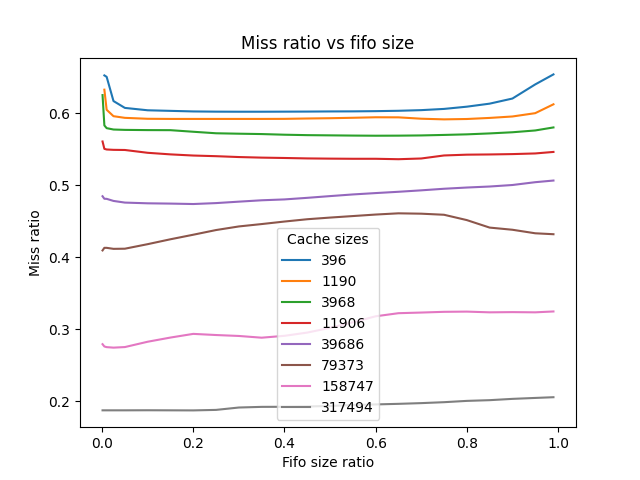 Miss ratio vs fifo size
Miss ratio
0.6
0.5
0.4
0.3
0.2
Cache sizes
396
1190
3968
11906
39686
79373
158747
317494
0.0 0.2 0.4 0.6 0.8 1.0
Fifo size ratio